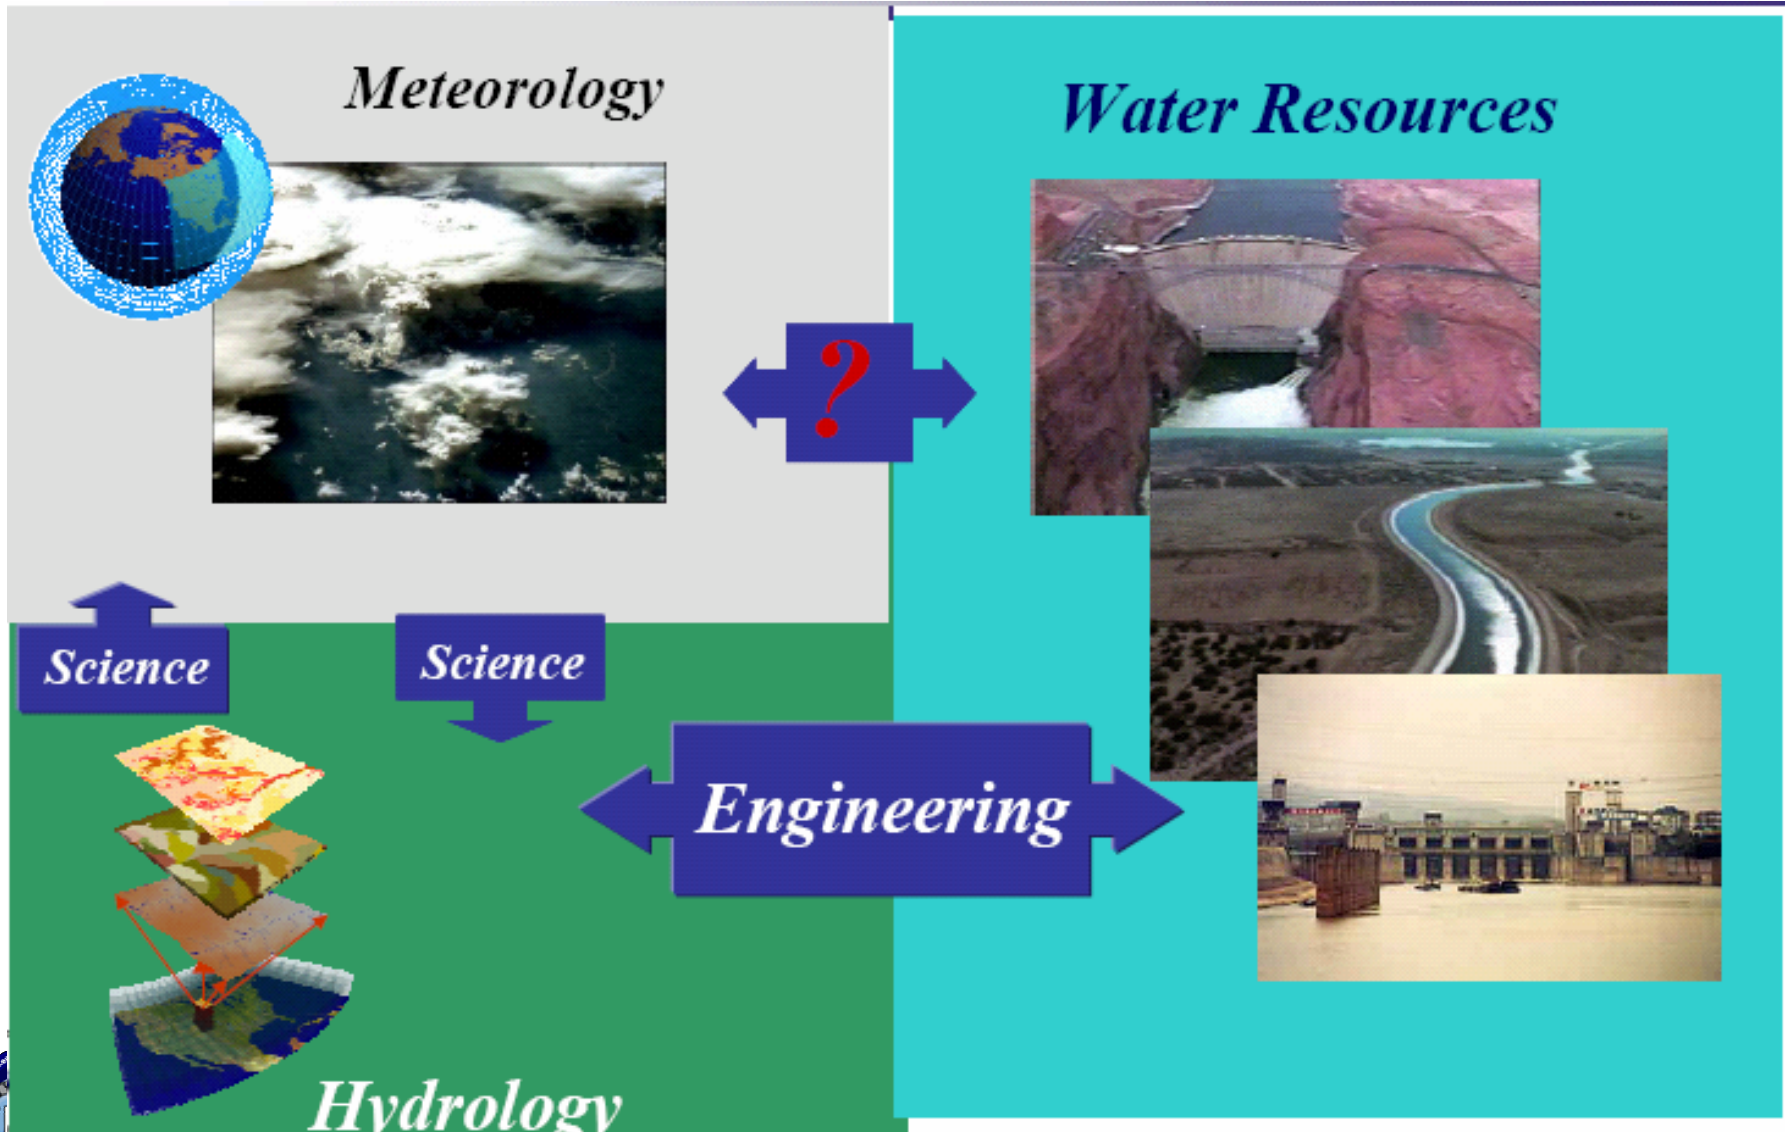 Meteorology
Water Resources
?
Science
Science
Engineering
Hydrology